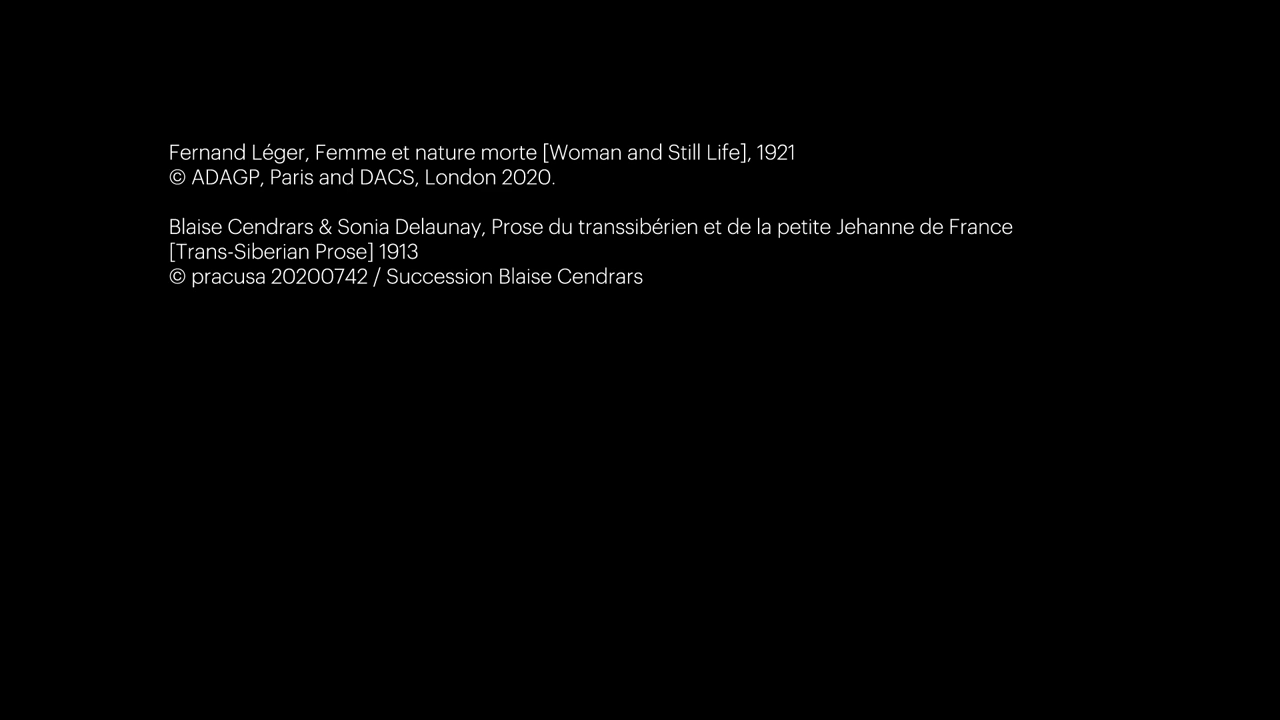 Fernand Léger, Femme et nature morte [Woman and Still Life], 1921
© ADAGP, Paris and DACS, London 2020.
Blaise Cendrars & Sonia Delaunay, Prose du transsibérien et de la petite Jehanne de France
[Trans-Siberian Prose] 1913
© pracusa 20200742 / Succession Blaise Cendrars